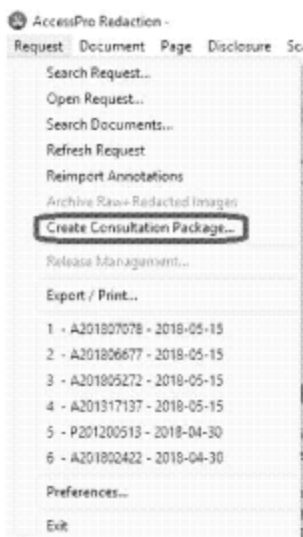 AccessPro Redaction -
Request Document Page Disclosure Sc
Search Request...
Open Request...
Search Documents...
Refresh Request
Reimport Annotations
Archive Raw+Redacted Images
Create Consultation Package...
Release Management...
Export / Print...
1 - A201807078 - 2018-05-15
2 - A201806677 - 2018-05-15
3 - A201805272 - 2018-05-15
4 - A201317137 - 2018-05-15
5 - P201200513 - 2018-04-30
6 - A201802422 - 2018-04-30
Preferences...
Exit